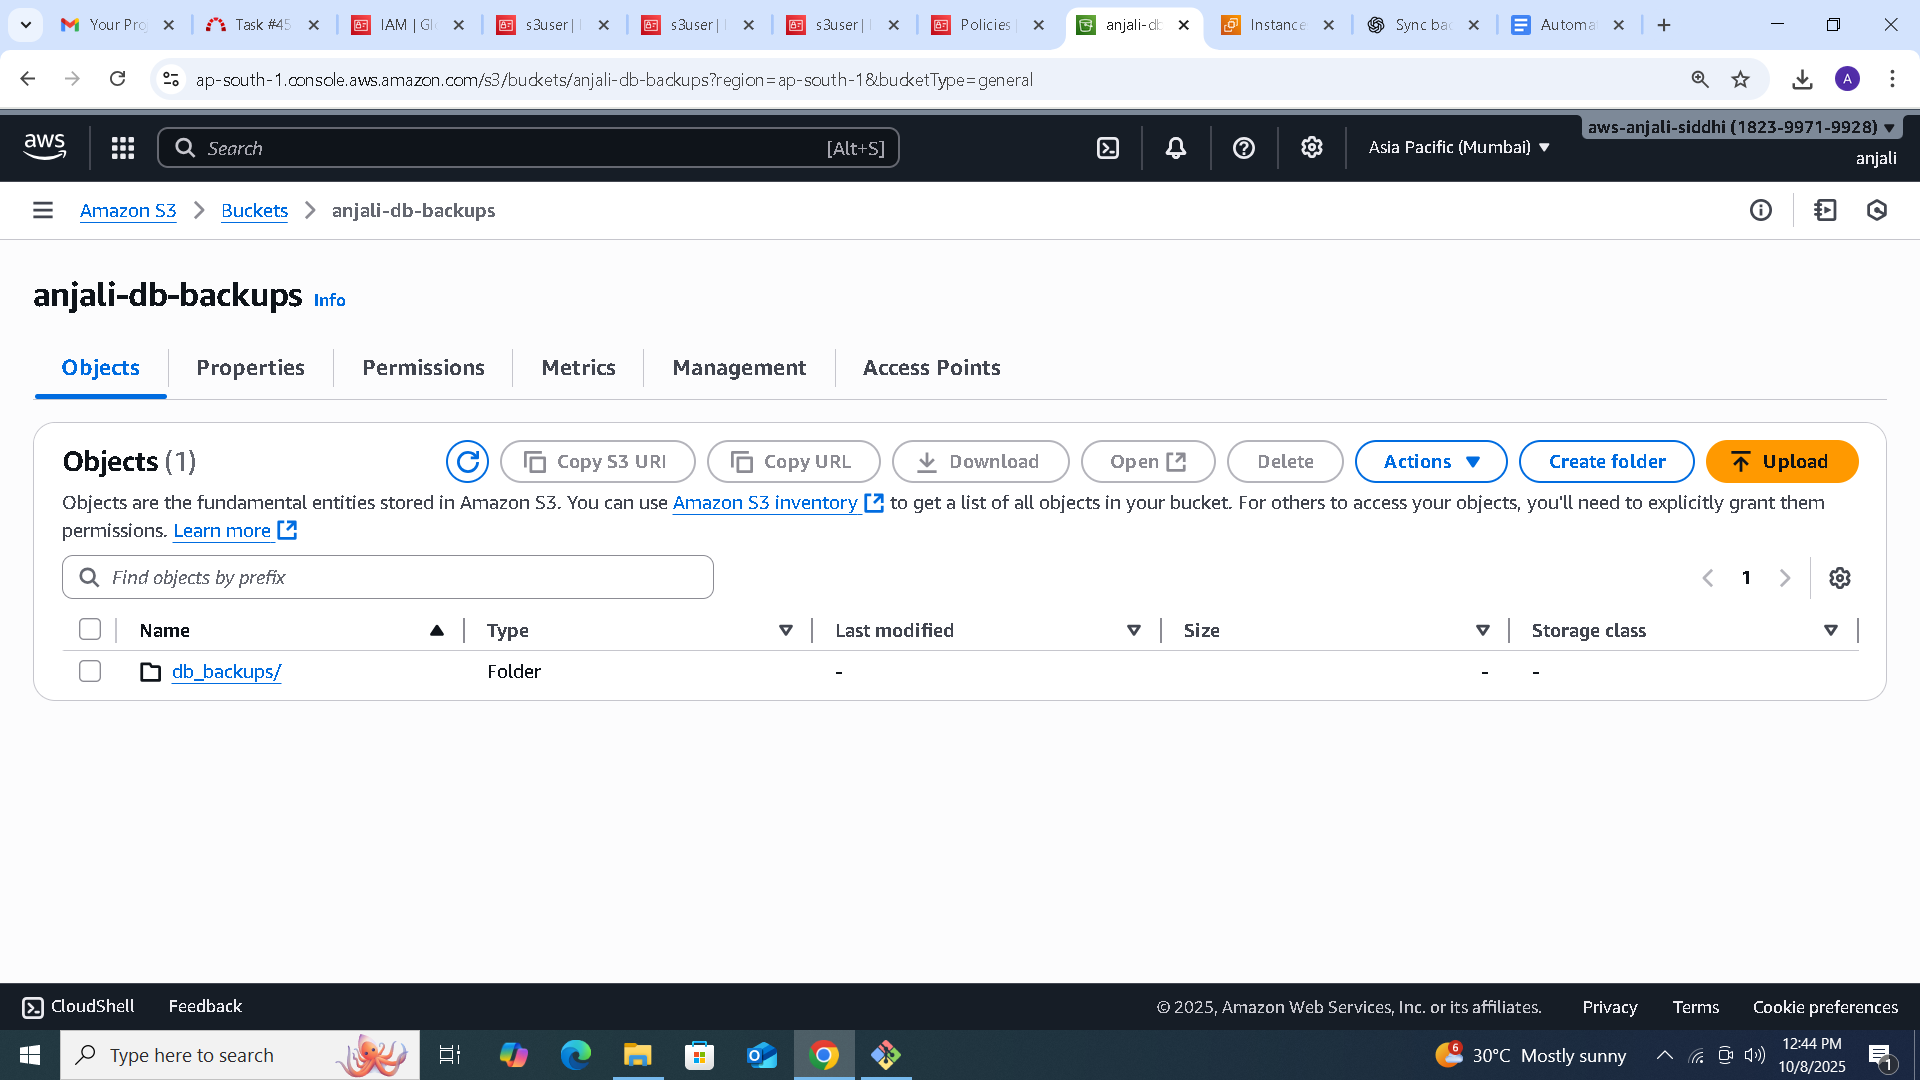 Your Pro
Task #45
IAM | Gl
s3user |
s3user |
s3user |
Policies
anjali-db
Instance
Sync bac
Automa
ap-south-1.console.aws.amazon.com/s3/buckets/anjali-db-backups?region=ap-south-1&bucketType=general
A
aws
Search
[Alt+S]
Asia Pacific (Mumbai)
aws-anjali-siddhi (1823-9971-9928)
anjali
Amazon S3
Buckets
anjali-db-backups
anjali-db-backups Info
Objects
Properties
Permissions
Metrics
Management
Access Points
Objects (1)
Copy S3 URI
Copy URL
Download
Open
Delete
Actions
Create folder
Upload
Objects are the fundamental entities stored in Amazon S3. You can use Amazon S3 inventory to get a list of all objects in your bucket. For others to access your objects, you'll need to explicitly grant them
permissions. Learn more
Find objects by prefix
1
Name
Type
Last modified
Size
Storage class
db_backups/
Folder
-
-
-
CloudShell
Feedback
© 2025, Amazon Web Services, Inc. or its affiliates.
Privacy
Terms
Cookie preferences
Type here to search
6
30°C Mostly sunny
12:44 PM
10/8/2025
1